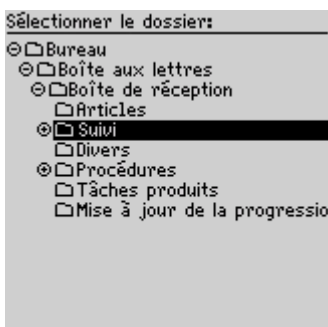 Sélectionner le dossier:
Bureau
Boîte aux lettres
Boîte de réception
Articles
Suivi
Divers
Procédures
Tâches produits
Mise à jour de la progressio